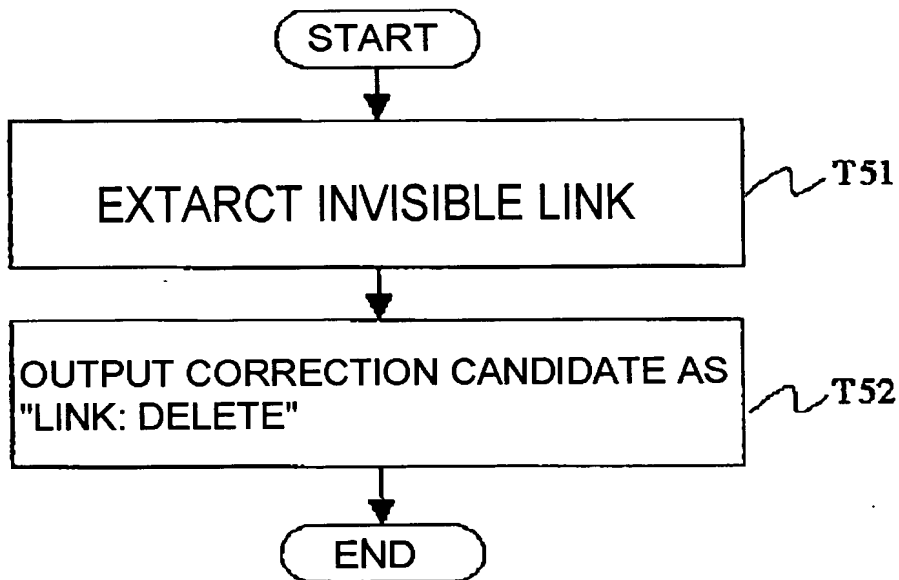 START
EXTARCT INVISIBLE LINK
T51
OUTPUT CORRECTION CANDIDATE AS
"LINK: DELETE"
T52
END